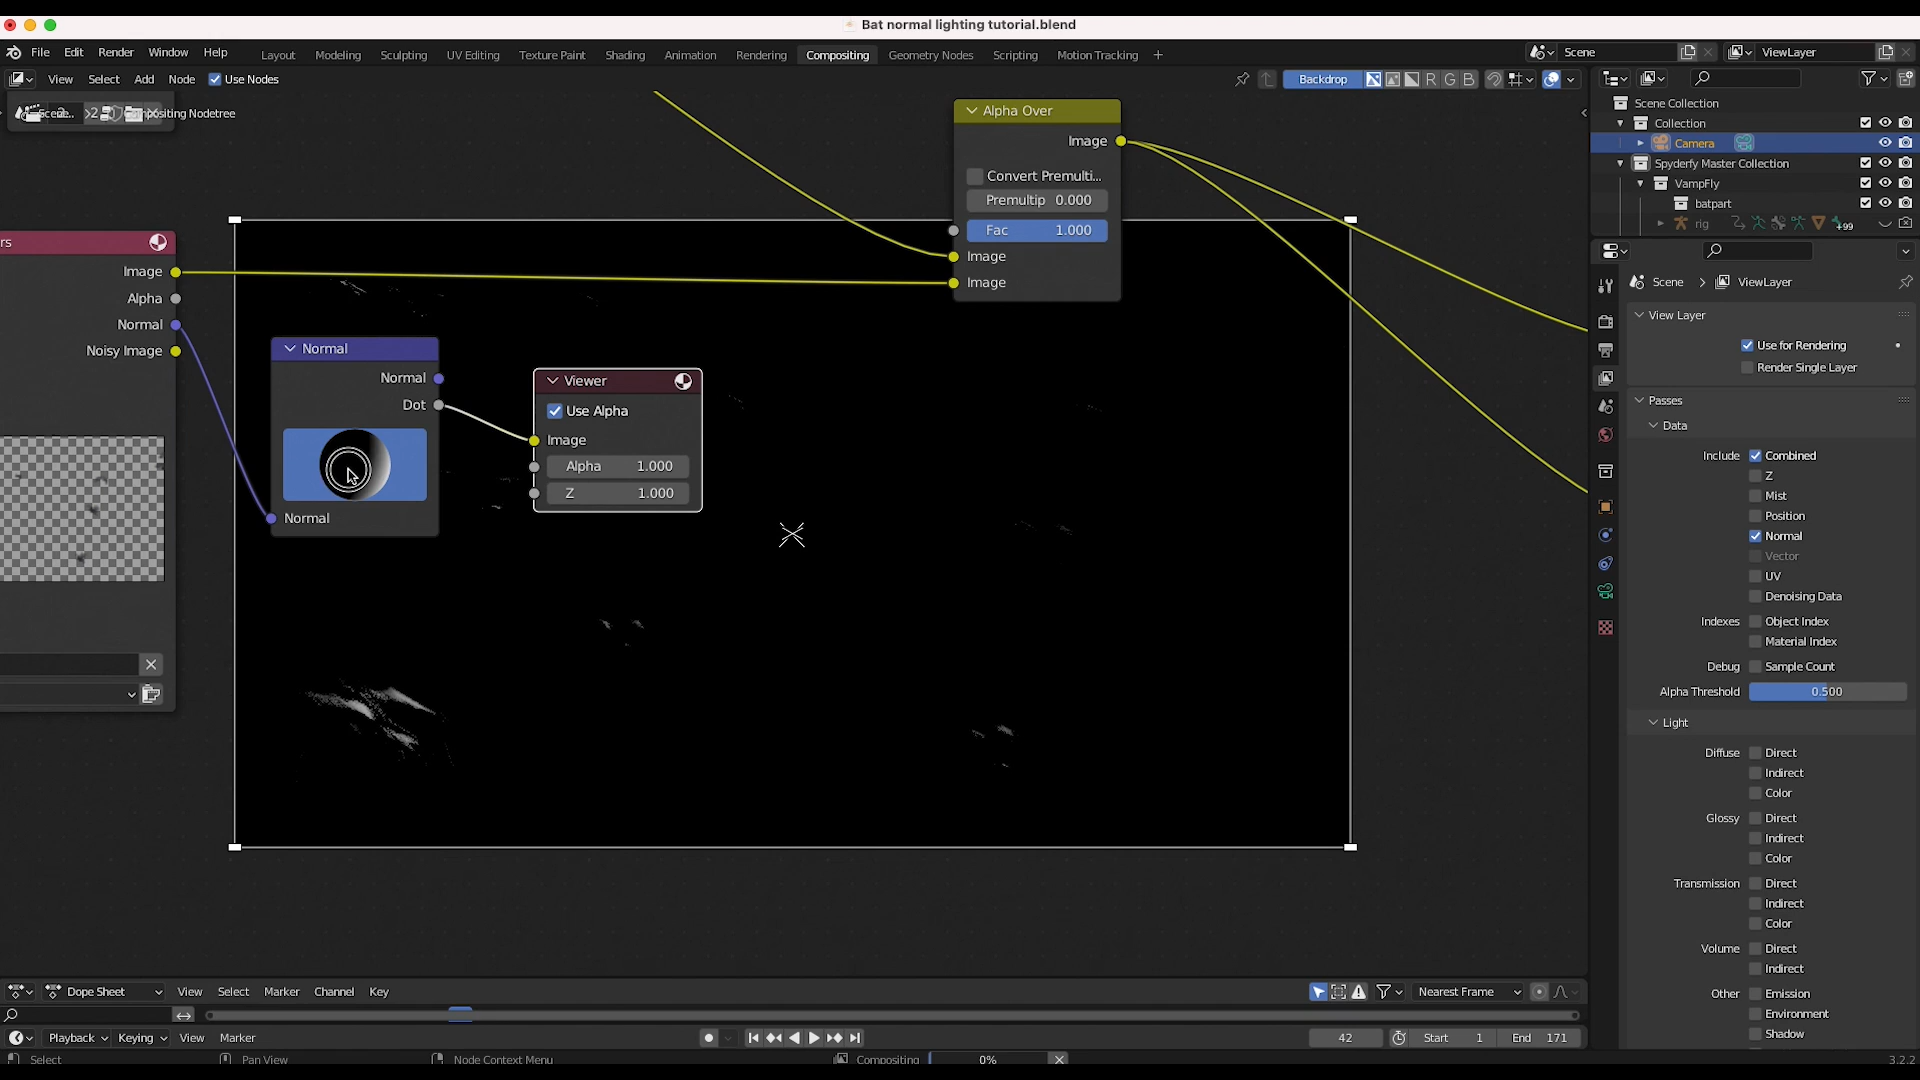 Bat normal lighting tutorial.blend
File Edit Render Window Help
Layout Modeling Sculpting UV Editing Texture Paint Shading Animation Rendering Compositing Geometry Nodes Scripting Motion Tracking +
Scene ViewLayer
View Select Add Node Use Nodes
Backdrop R G B
Scene Collection
Collection
Camera
Spyderfy Master Collection
VampFly
batpart
rig +99
Scene... 2... 2 Compositing Nodetree
Alpha Over
Image
Convert Premulti...
Premultip 0.000
Fac 1.000
Image
Image
rs
Image
Alpha
Normal
Noisy Image
Normal
Normal
Dot
Normal
Viewer
Use Alpha
Image
Alpha 1.000
Z 1.000
Scene > ViewLayer
View Layer
Use for Rendering
Render Single Layer
Passes
Data
Include Combined
Z
Mist
Position
Normal
Vector
UV
Denoising Data
Indexes Object Index
Material Index
Debug Sample Count
Alpha Threshold 0.500
Light
Diffuse Direct
Indirect
Color
Glossy Direct
Indirect
Color
Transmission Direct
Indirect
Color
Volume Direct
Indirect
Other Emission
Environment
Shadow
Dope Sheet View Select Marker Channel Key
Nearest Frame
Playback Keying View Marker
42 Start 1 End 171
Select Pan View Node Context Menu
Compositing 0%
3.2.2